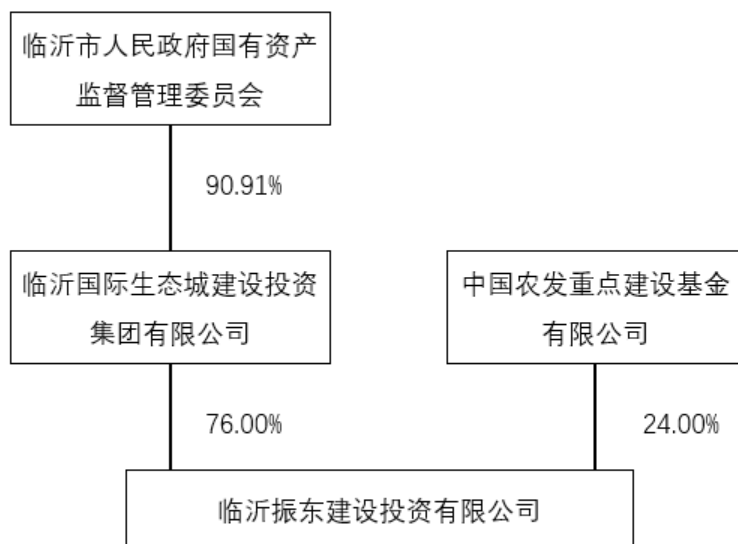 临沂市人民政府国有资产
监督管理委员会
90.91%
临沂国际生态城建设投资
集团有限公司
中国农发重点建设基金
有限公司
76.00%
24.00%
临沂振东建设投资有限公司